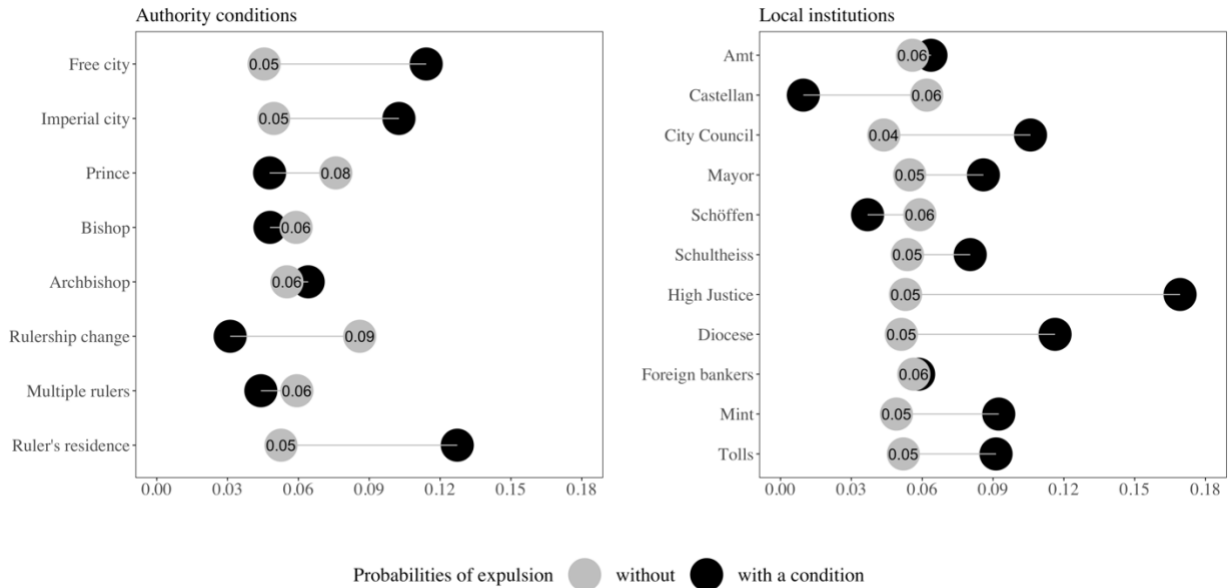 Authority conditions
Free city 0.05
Imperial city 0.05
Prince 0.08
Bishop 0.06
Archbishop 0.06
Rulership change 0.09
Multiple rulers 0.06
Ruler's residence 0.05
0.00 0.03 0.06 0.09 0.12 0.15 0.18
Local institutions
Amt 0.06
Castellan 0.06
City Council 0.04
Mayor 0.05
Schöffen 0.06
Schultheiss 0.05
High Justice 0.05
Diocese 0.05
Foreign bankers 0.06
Mint 0.05
Tolls 0.05
0.00 0.03 0.06 0.09 0.12 0.15 0.18
Probabilities of expulsion without with a condition